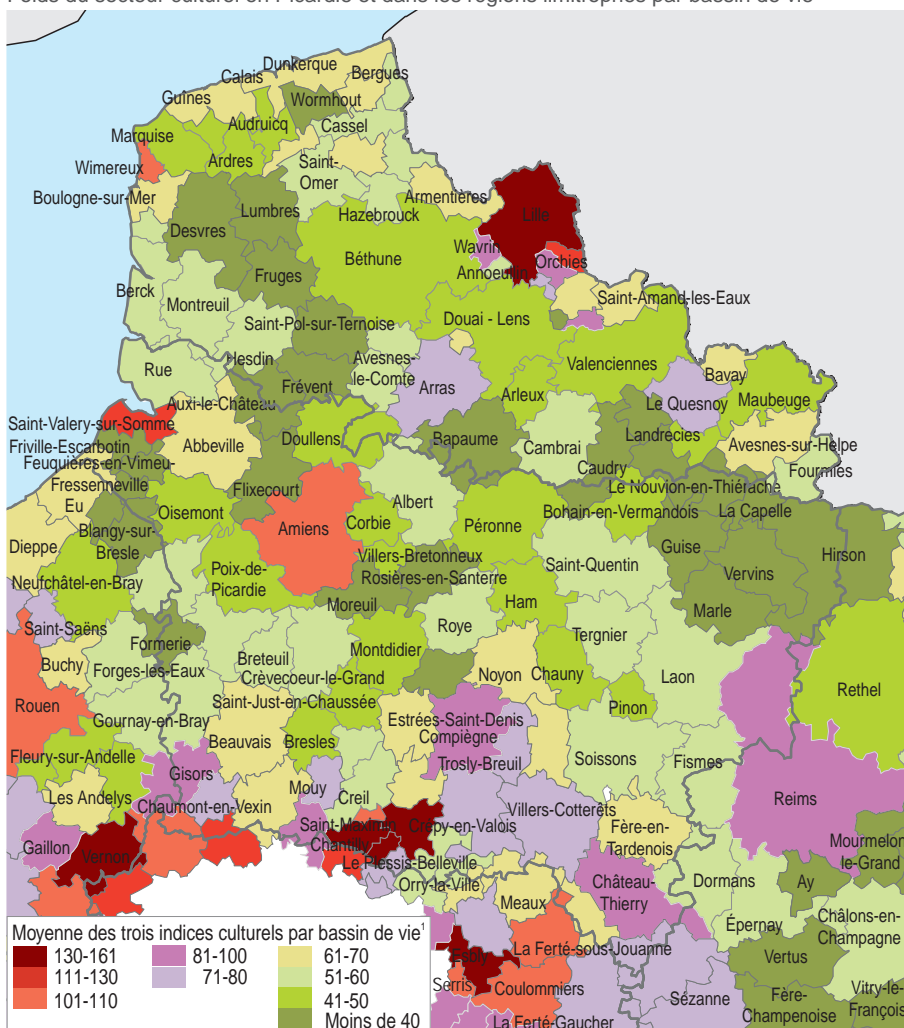 Poids du secteur culturel en Picardie et dans les régions limitrophes par bassin de vie
Dunkerque
Calais
Bergues
Guînes
Wormhout
Audruicq
Cassel
Marquise
Ardres
Saint-
Omer
Wimereux
Boulogne-sur-Mer
Armentières
Lille
Lumbres
Hazebrouck
Desvres
Wavrin
Béthune
Orchies
Annoeullin
Fruges
Berck
Montreuil
Saint-Amand-les-Eaux
Saint-Pol-sur-Ternoise
Douai - Lens
Hesdin
Avesnes-
le-Comte
Valenciennes
Rue
Bavay
Frévent
Arras
Arleux
Le Quesnoy
Maubeuge
Auxi-le-Château
Saint-Valery-sur-Somme
Friville-Escarbotin
Abbeville
Doullens
Bapaume
Cambrai
Landrecies
Avesnes-sur-Helpe
Feuquières-en-Vimeu-
Fressenneville
Caudry
Fourmies
Flixecourt
Albert
Le Nouvion-en-Thiérache
Eu
Oisemont
Amiens
Corbie
Péronne
Bohain-en-Vermandois
La Capelle
Blangy-sur-
Bresle
Dieppe
Villers-Bretonneux
Saint-Quentin
Guise
Hirson
Neufchâtel-en-Bray
Poix-de-
Picardie
Rosières-en-Santerre
Vervins
Moreuil
Ham
Marle
Saint-Saëns
Roye
Tergnier
Formerie
Buchy
Breteuil
Montdidier
Noyon
Chauny
Laon
Forges-les-Eaux
Crèvecoeur-le-Grand
Rethel
Rouen
Saint-Just-en-Chaussée
Pinon
Gournay-en-Bray
Estrées-Saint-Denis
Beauvais
Bresles
Compiègne
Fleury-sur-Andelle
Soissons
Fismes
Gisors
Trosly-Breuil
Les Andelys
Mouy
Creil
Reims
Chaumont-en-Vexin
Villers-Cotterêts
Saint-Maximin
Crépy-en-Valois
Fère-en-
Tardenois
Mourmelon-
le-Grand
Gaillon
Vernon
Chantilly
Le Plessis-Belleville
Orry-la-Ville
Château-
Thierry
Dormans
Ay
Meaux
Épernay
Châlons-en-
Champagne
Moyenne des trois indices culturels par bassin de vie¹
130-161
81-100
61-70
111-130
71-80
51-60
101-110
41-50
Moins de 40
Esbly
La Ferté-sous-Jouanne
Vertus
Serris
Coulommiers
Sézanne
Fère-
Champenoise
Vitry-le-
François
La Ferté-Gaucher